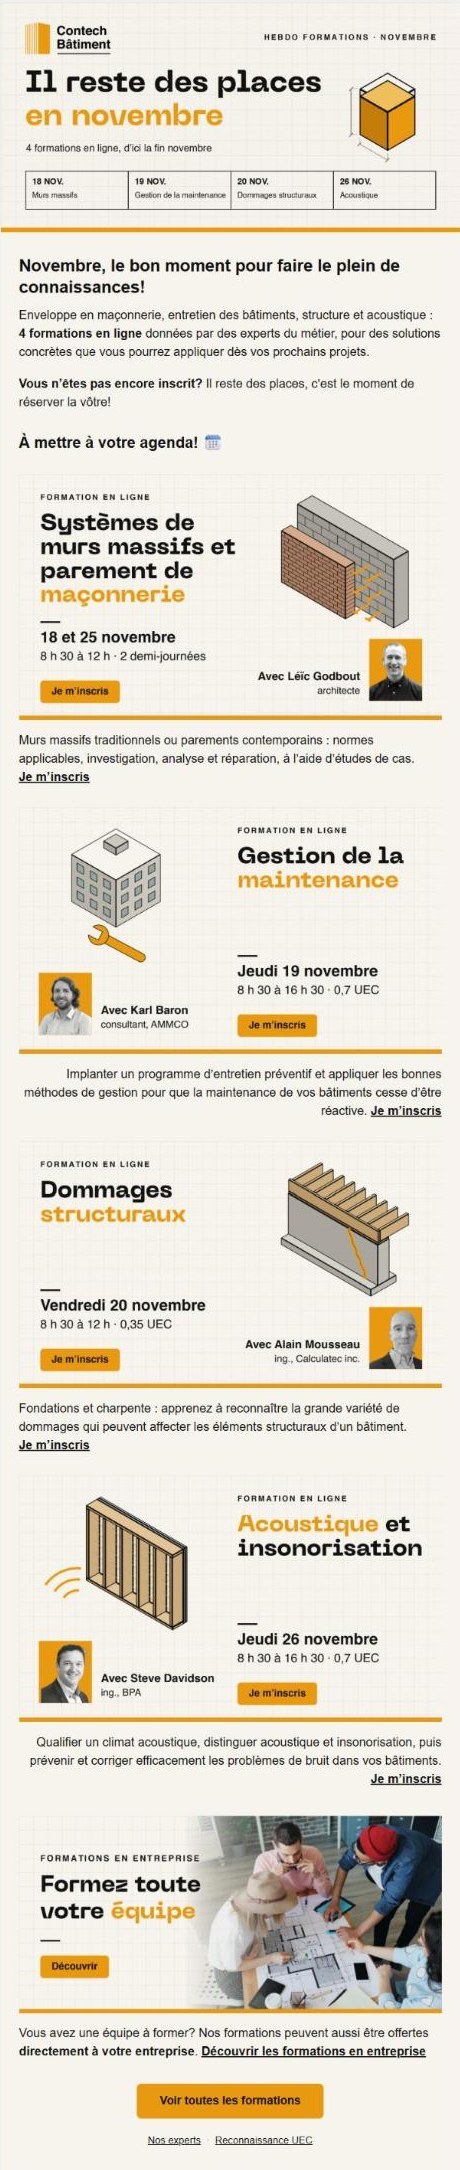 Contech
Bâtiment
HEBDO FORMATIONS · NOVEMBRE
Il reste des places
en novembre
4 formations en ligne, d'ici la fin novembre
18 NOV.
Murs massifs
19 NOV.
Gestion de la maintenance
20 NOV.
Dommages structuraux
26 NOV.
Acoustique
Novembre, le bon moment pour faire le plein de
connaissances!
Enveloppe en maçonnerie, entretien des bâtiments, structure et acoustique :
4 formations en ligne données par des experts du métier, pour des solutions
concrètes que vous pourrez appliquer dès vos prochains projets.
Vous n'êtes pas encore inscrit? Il reste des places, c'est le moment de
réserver la vôtre!
À mettre à votre agenda!
FORMATION EN LIGNE
Systèmes de
murs massifs et
parement de
maçonnerie
18 et 25 novembre
8 h 30 à 12 h · 2 demi-journées
Je m'inscris
Avec Léïc Godbout
architecte
Murs massifs traditionnels ou parements contemporains : normes
applicables, investigation, analyse et réparation, à l'aide d'études de cas.
Je m'inscris
FORMATION EN LIGNE
Gestion de la
maintenance
Jeudi 19 novembre
8 h 30 à 16 h 30 · 0,7 UEC
Je m'inscris
Avec Karl Baron
consultant, AMMCO
Implanter un programme d'entretien préventif et appliquer les bonnes
méthodes de gestion pour que la maintenance de vos bâtiments cesse d'être
réactive. Je m'inscris
FORMATION EN LIGNE
Dommages
structuraux
Vendredi 20 novembre
8 h 30 à 12 h · 0,35 UEC
Je m'inscris
Avec Alain Mousseau
ing., Calculatec inc.
Fondations et charpente : apprenez à reconnaître la grande variété de
dommages qui peuvent affecter les éléments structuraux d'un bâtiment.
Je m'inscris
FORMATION EN LIGNE
Acoustique et
insonorisation
Jeudi 26 novembre
8 h 30 à 16 h 30 · 0,7 UEC
Je m'inscris
Avec Steve Davidson
ing., BPA
Qualifier un climat acoustique, distinguer acoustique et insonorisation, puis
prévenir et corriger efficacement les problèmes de bruit dans vos bâtiments.
Je m'inscris
FORMATIONS EN ENTREPRISE
Formez toute
votre équipe
Découvrir
Vous avez une équipe à former? Nos formations peuvent aussi être offertes
directement à votre entreprise. Découvrir les formations en entreprise
Voir toutes les formations
Nos experts · Reconnaissance UEC